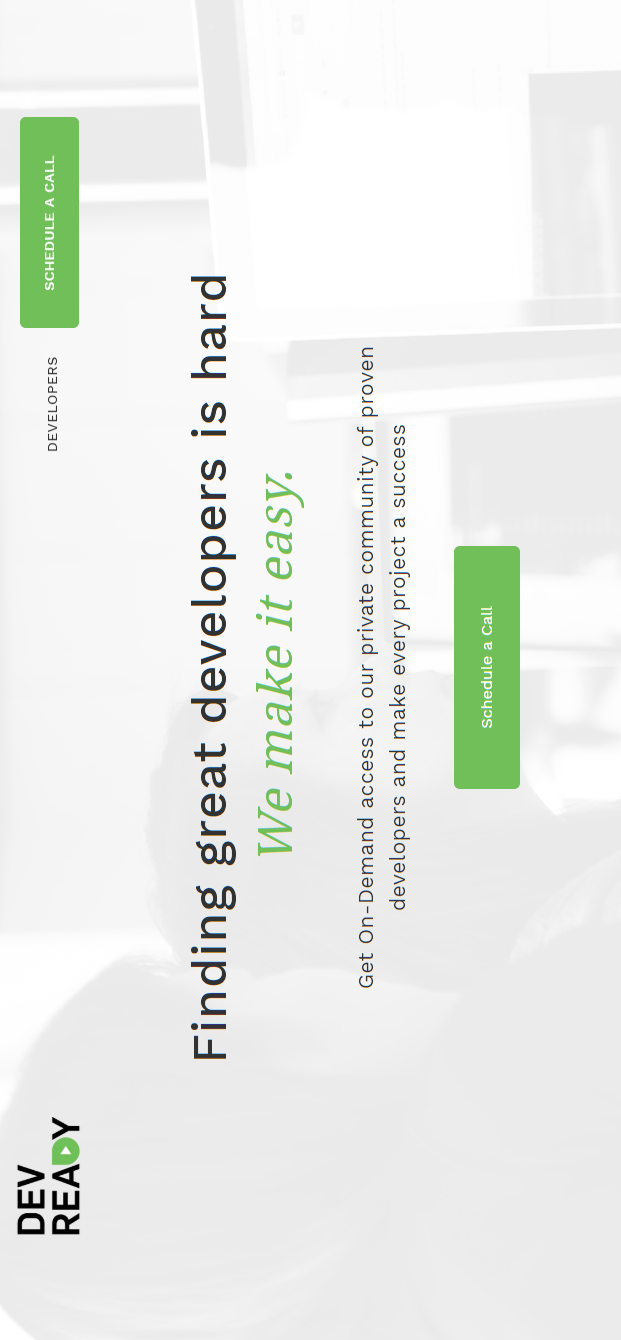 DEV
READY
DEVELOPERS
SCHEDULE A CALL
Finding great developers is hard
We make it easy.
Get On-Demand access to our private community of proven
developers and make every project a success
Schedule a Call